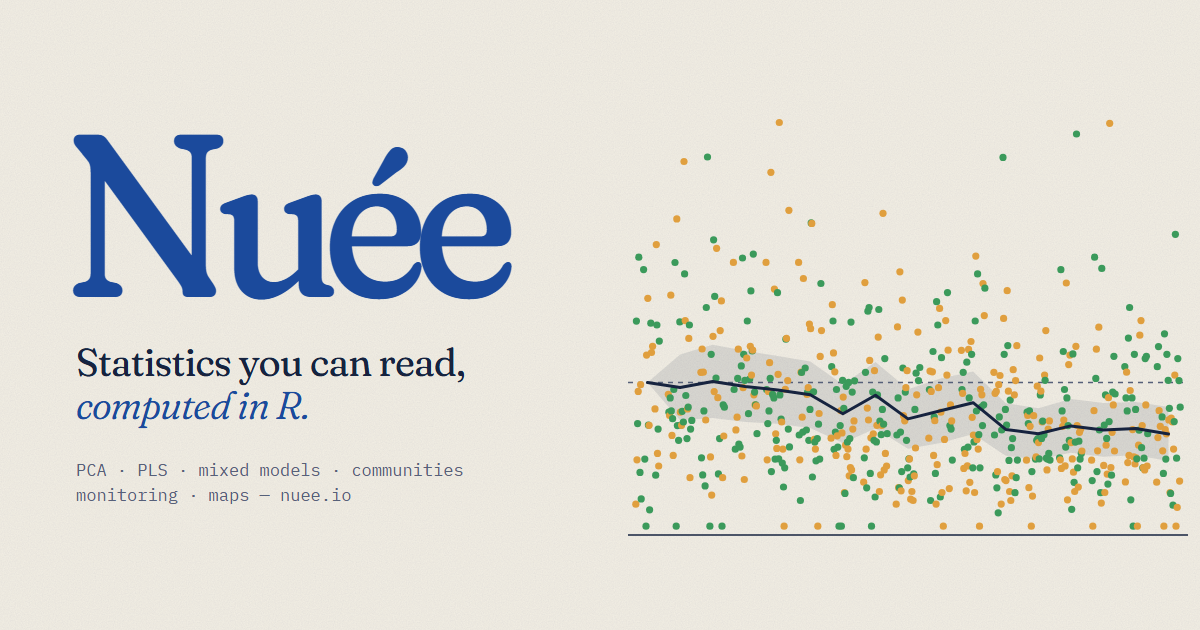 Nuée
Statistics you can read,
computed in R.
PCA · PLS · mixed models · communities
monitoring · maps — nuee.io